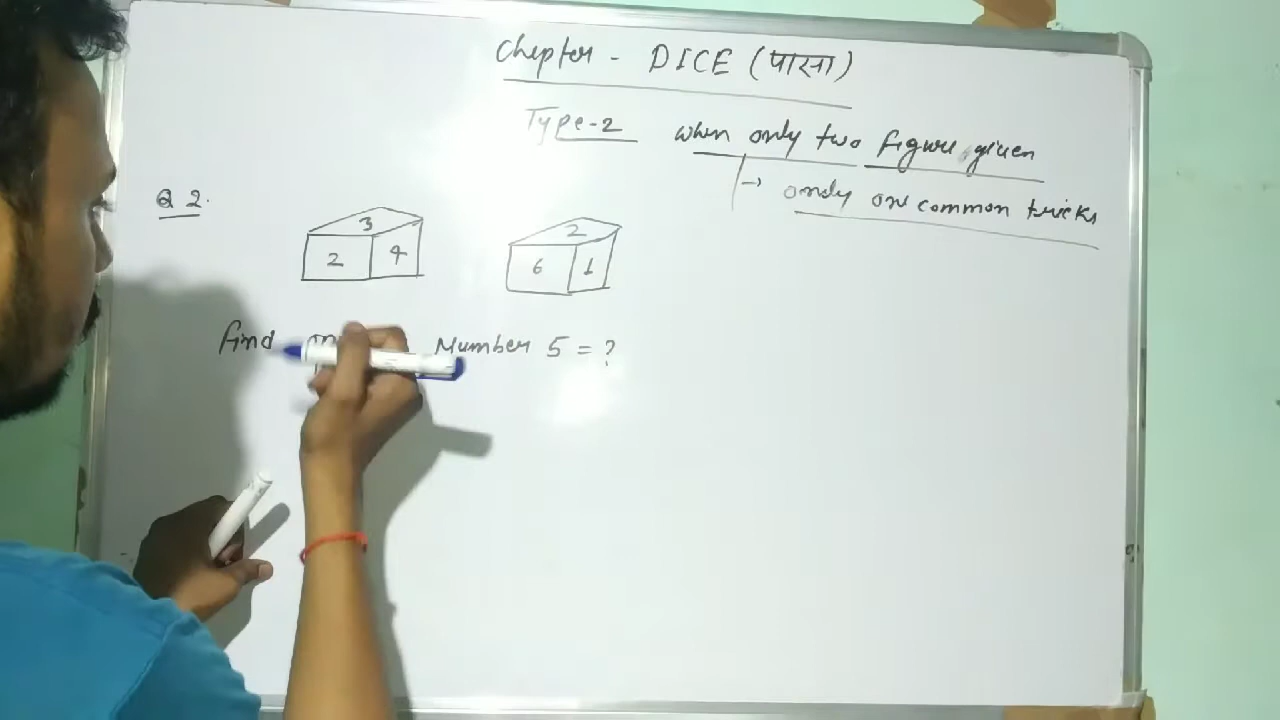 Chepter - DICE (पासा)
Type-2 when only two figure given
→ only one common tricks
Q 2.
3
2 4
2
6 1
find Number 5 = ?